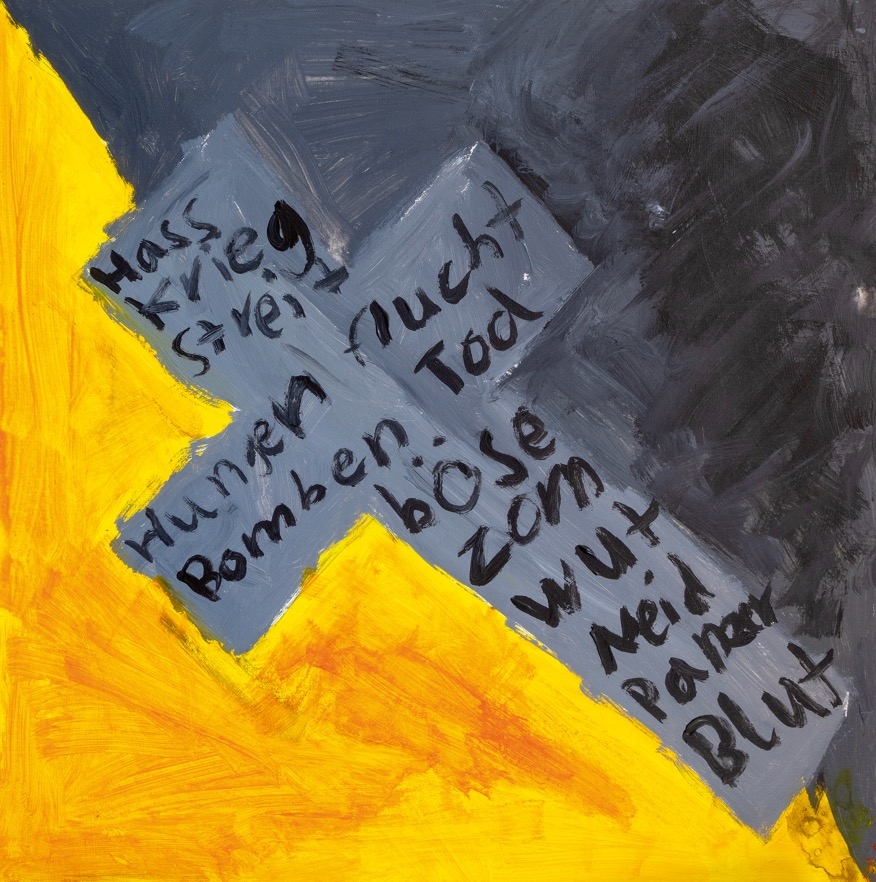 Hass
Krieg
Streit
flucht
Tod
Hunger
Bomben
böse
Zorn
wut
Neid
panzer
Blut